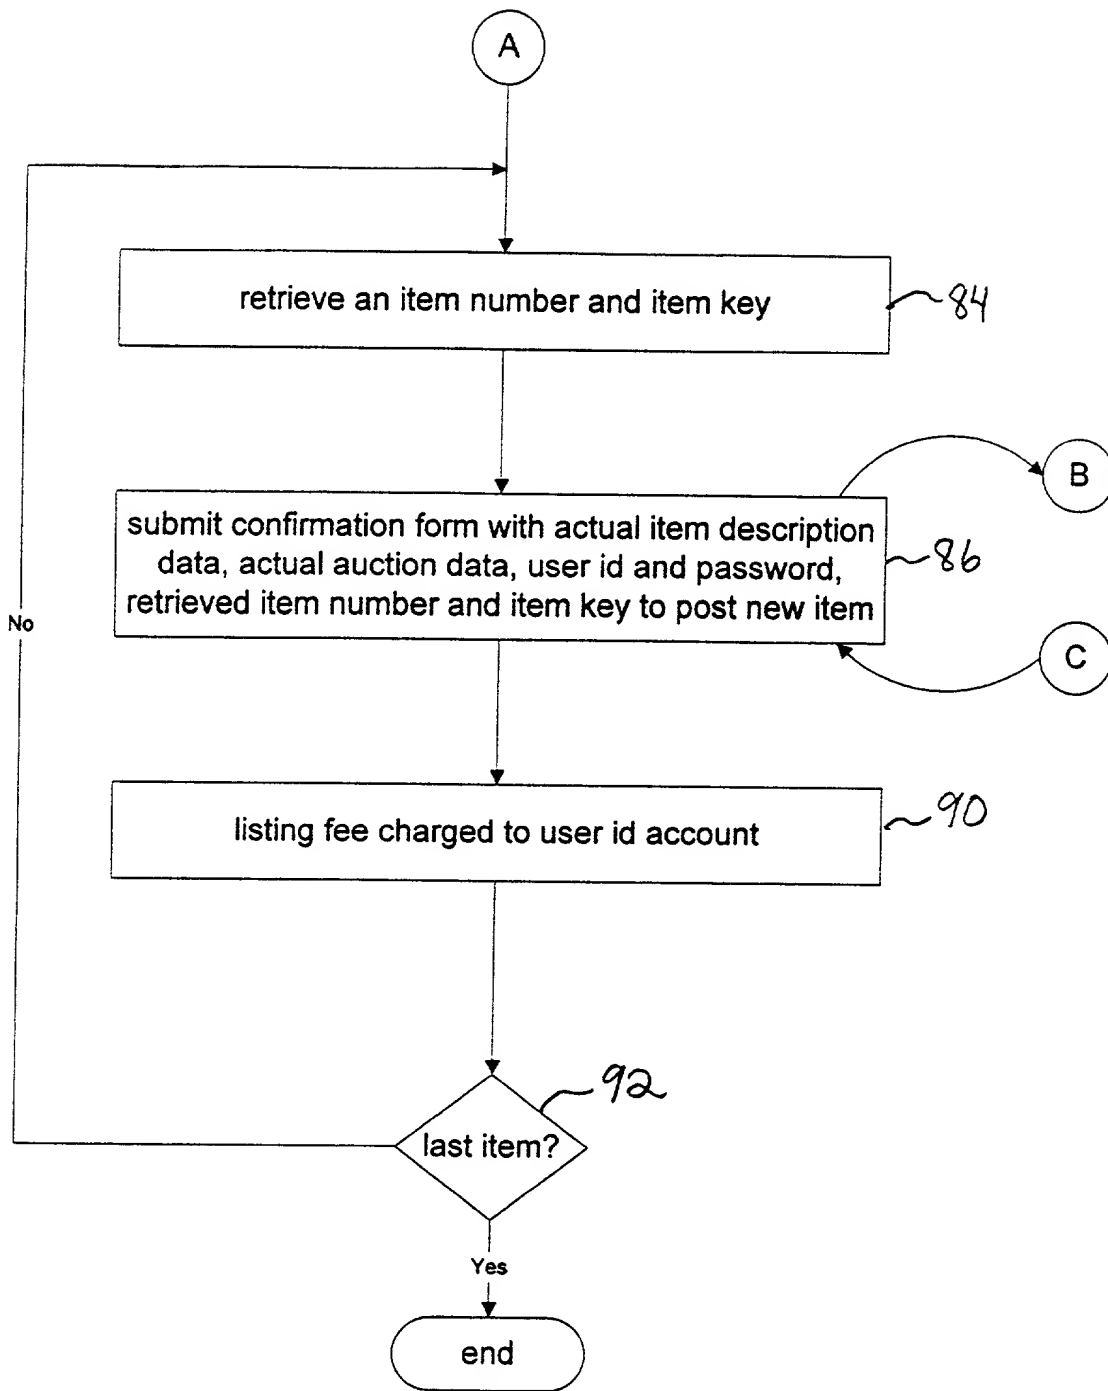 A
retrieve an item number and item key
84
B
submit confirmation form with actual item description
data, actual auction data, user id and password,
retrieved item number and item key to post new item
86
No
C
listing fee charged to user id account
90
92
last item?
Yes
end